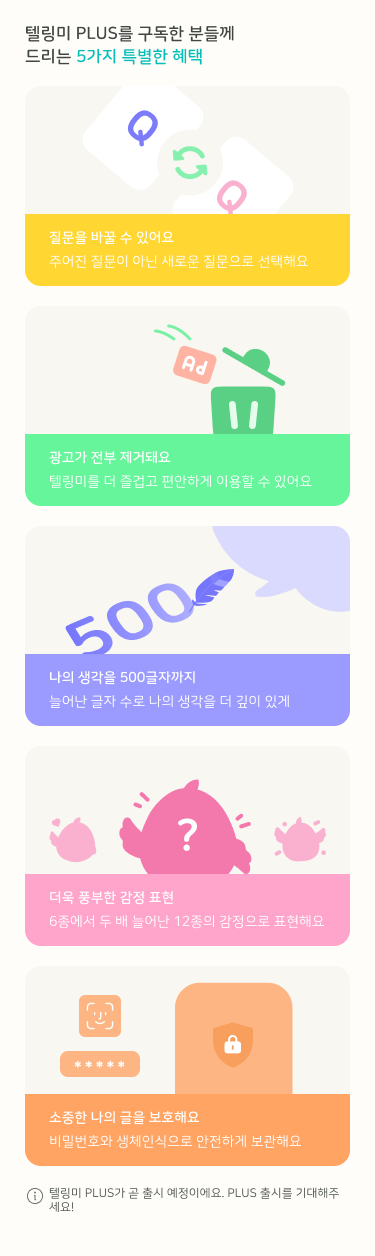 텔링미 PLUS를 구독한 분들께
드리는 5가지 특별한 혜택
질문을 바꿀 수 있어요
주어진 질문이 아닌 새로운 질문으로 선택해요
Ad
광고가 전부 제거돼요
텔링미를 더 즐겁고 편안하게 이용할 수 있어요
500
나의 생각을 500글자까지
늘어난 글자 수로 나의 생각을 더 깊이 있게
?
더욱 풍부한 감정 표현
6종에서 두 배 늘어난 12종의 감정으로 표현해요
*****
소중한 나의 글을 보호해요
비밀번호와 생체인식으로 안전하게 보관해요
텔링미 PLUS가 곧 출시 예정이에요. PLUS 출시를 기대해주
세요!